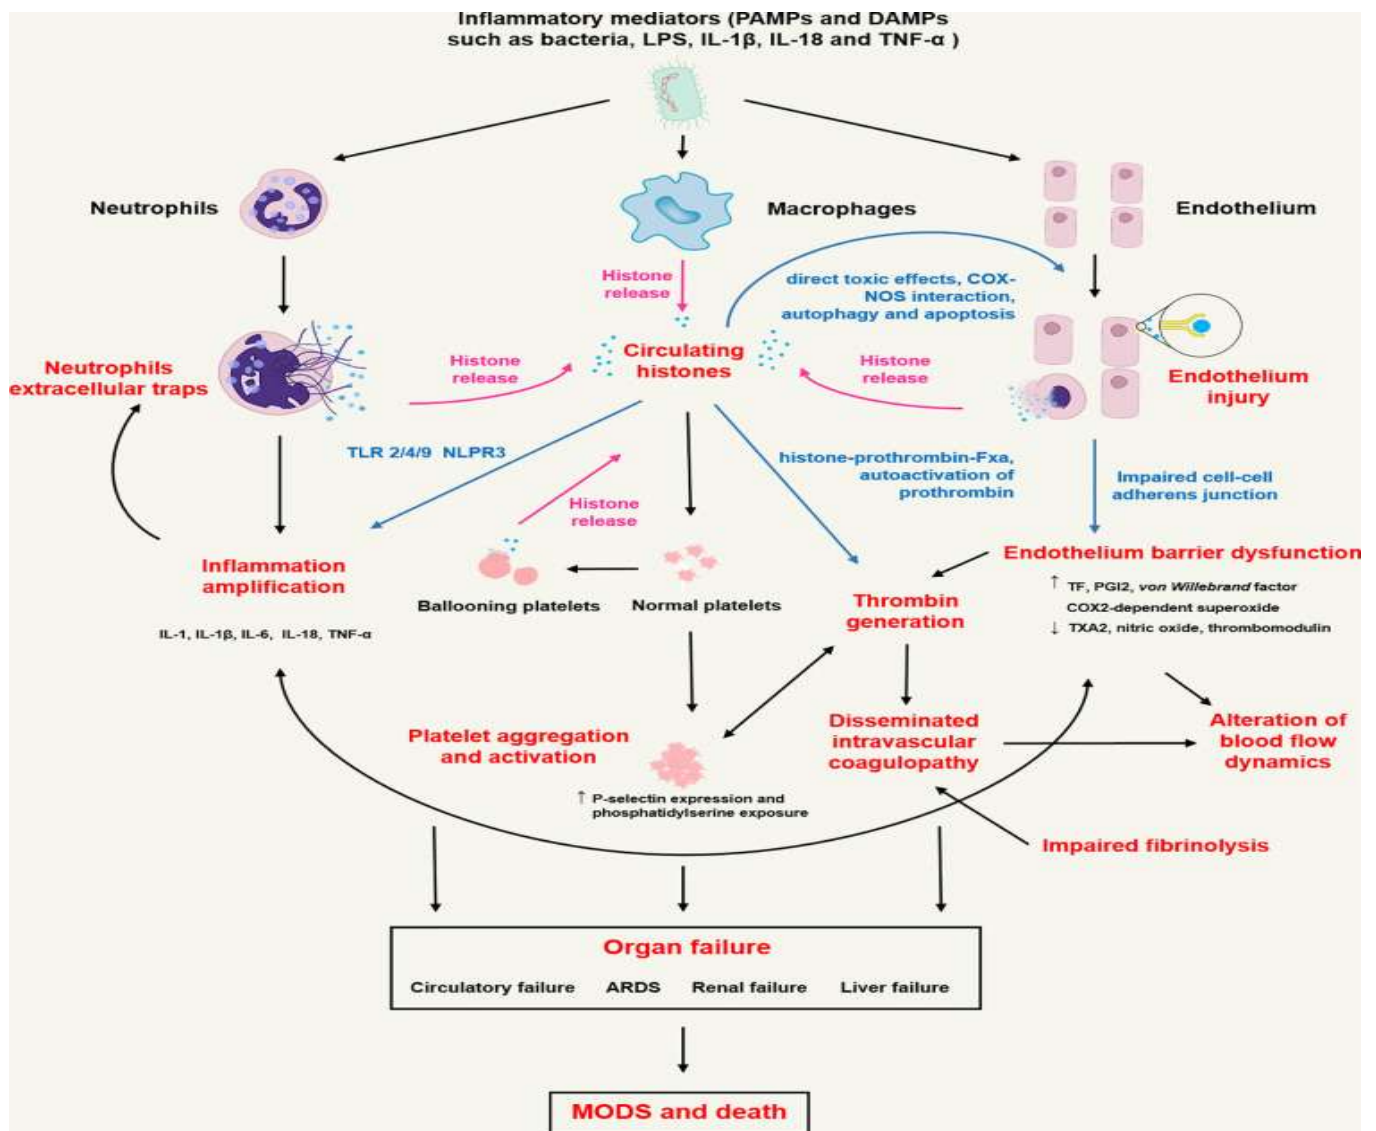 Inflammatory mediators (PAMPs and DAMPs
such as bacteria, LPS, IL-1β, IL-18 and TNF-α )
Neutrophils
Macrophages
Endothelium
Histone
release
direct toxic effects, COX-
NOS interaction,
autophagy and apoptosis
Neutrophils
extracellular traps
Histone
release
Circulating
histones
Histone
release
Endothelium
injury
TLR 2/4/9  NLPR3
histone-prothrombin-Fxa,
autoactivation of
prothrombin
Impaired cell-cell
adherens junction
Histone
release
Inflammation
amplification
IL-1, IL-1β, IL-6,  IL-18, TNF-α
Ballooning platelets
Normal platelets
Thrombin
generation
Endothelium barrier dysfunction
↑ TF, PGI2, von Willebrand factor
COX2-dependent superoxide
↓ TXA2, nitric oxide, thrombomodulin
Platelet aggregation
and activation
↑ P-selectin expression and
phosphatidylserine exposure
Disseminated
intravascular
coagulopathy
Alteration of
blood flow
dynamics
Impaired fibrinolysis
Organ failure
Circulatory failure   ARDS   Renal failure   Liver failure
MODS and death